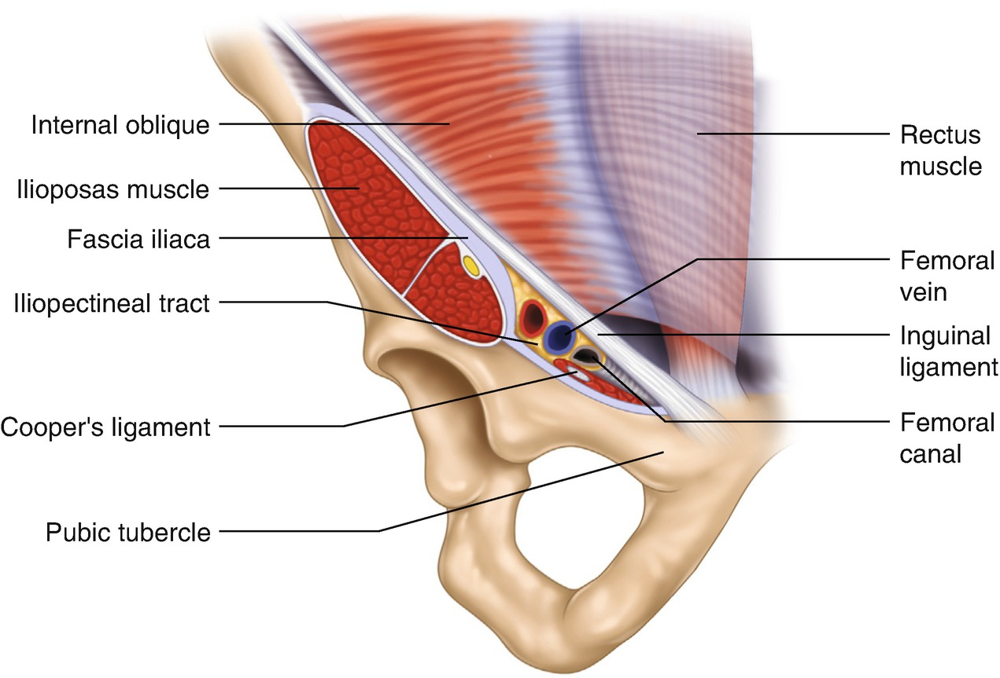 Internal oblique
Ilioposas muscle
Fascia iliaca
Iliopectineal tract
Cooper's ligament
Pubic tubercle
Rectus
muscle
Femoral
vein
Inguinal
ligament
Femoral
canal